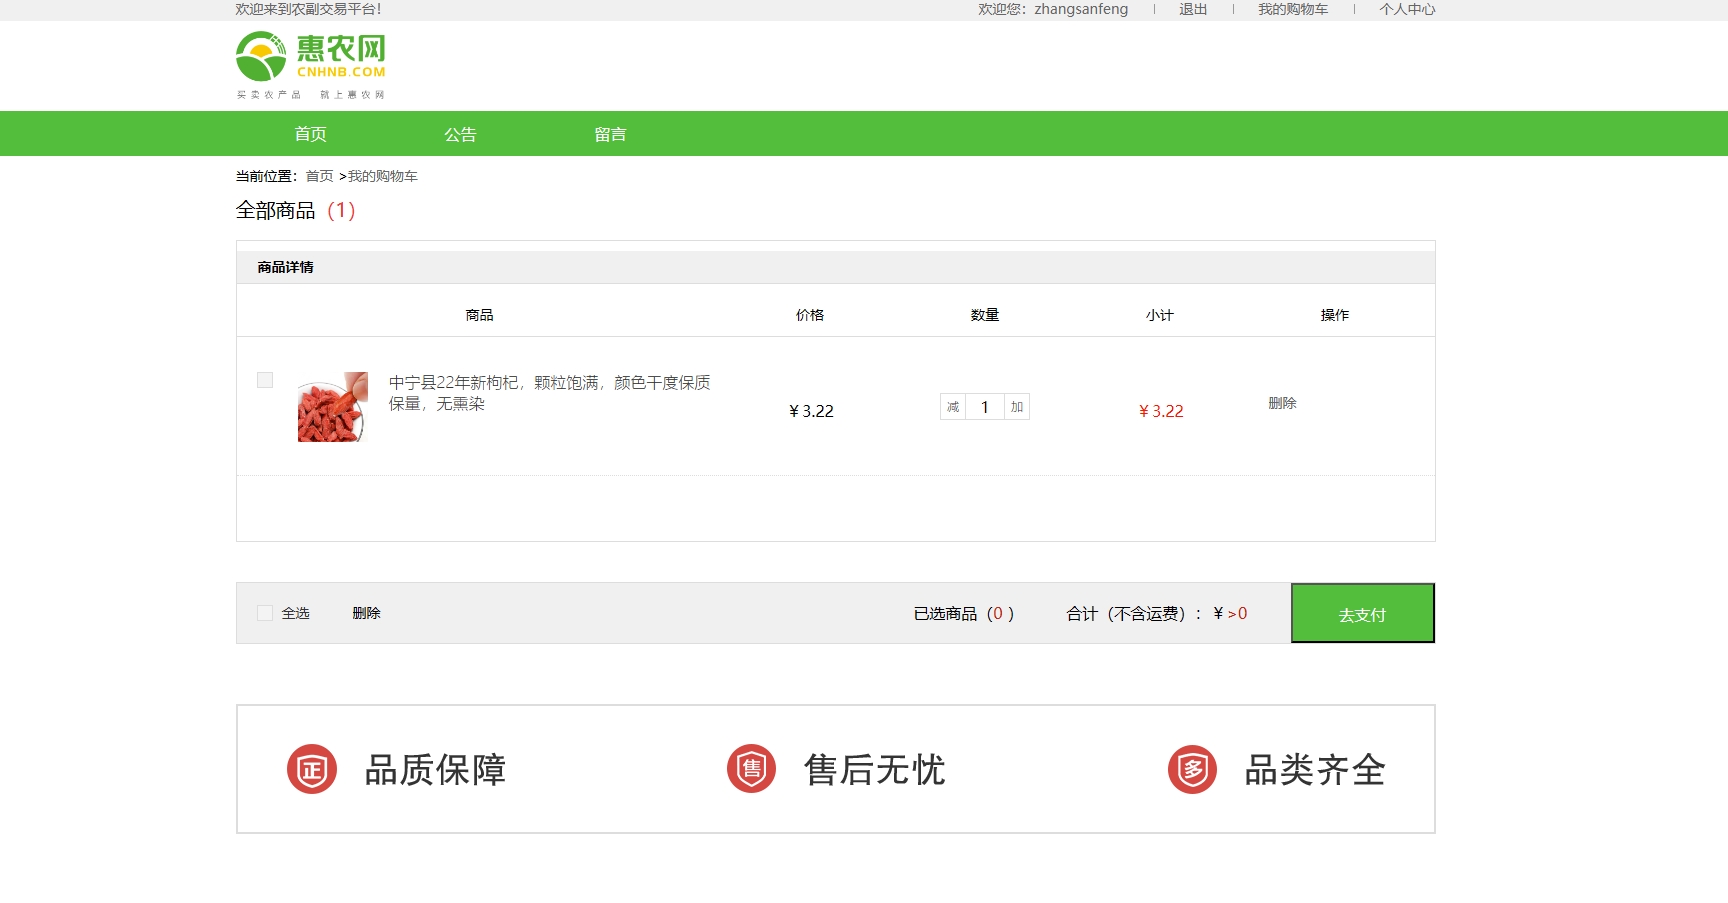 欢迎来到农副交易平台！
欢迎您：zhangsanfeng | 退出 | 我的购物车 | 个人中心
惠农网
CNHNB.COM
买卖农产品 就上惠农网
首页 公告 留言
当前位置：首页 >我的购物车
全部商品（1）
商品详情
商品 价格 数量 小计 操作
中宁县22年新枸杞，颗粒饱满，颜色干度保质
保量，无熏染
¥3.22 减 1 加 ¥3.22 删除
全选 删除 已选商品（0 ） 合计（不含运费）：¥ >0 去支付
正 品质保障 售 售后无忧 多 品类齐全